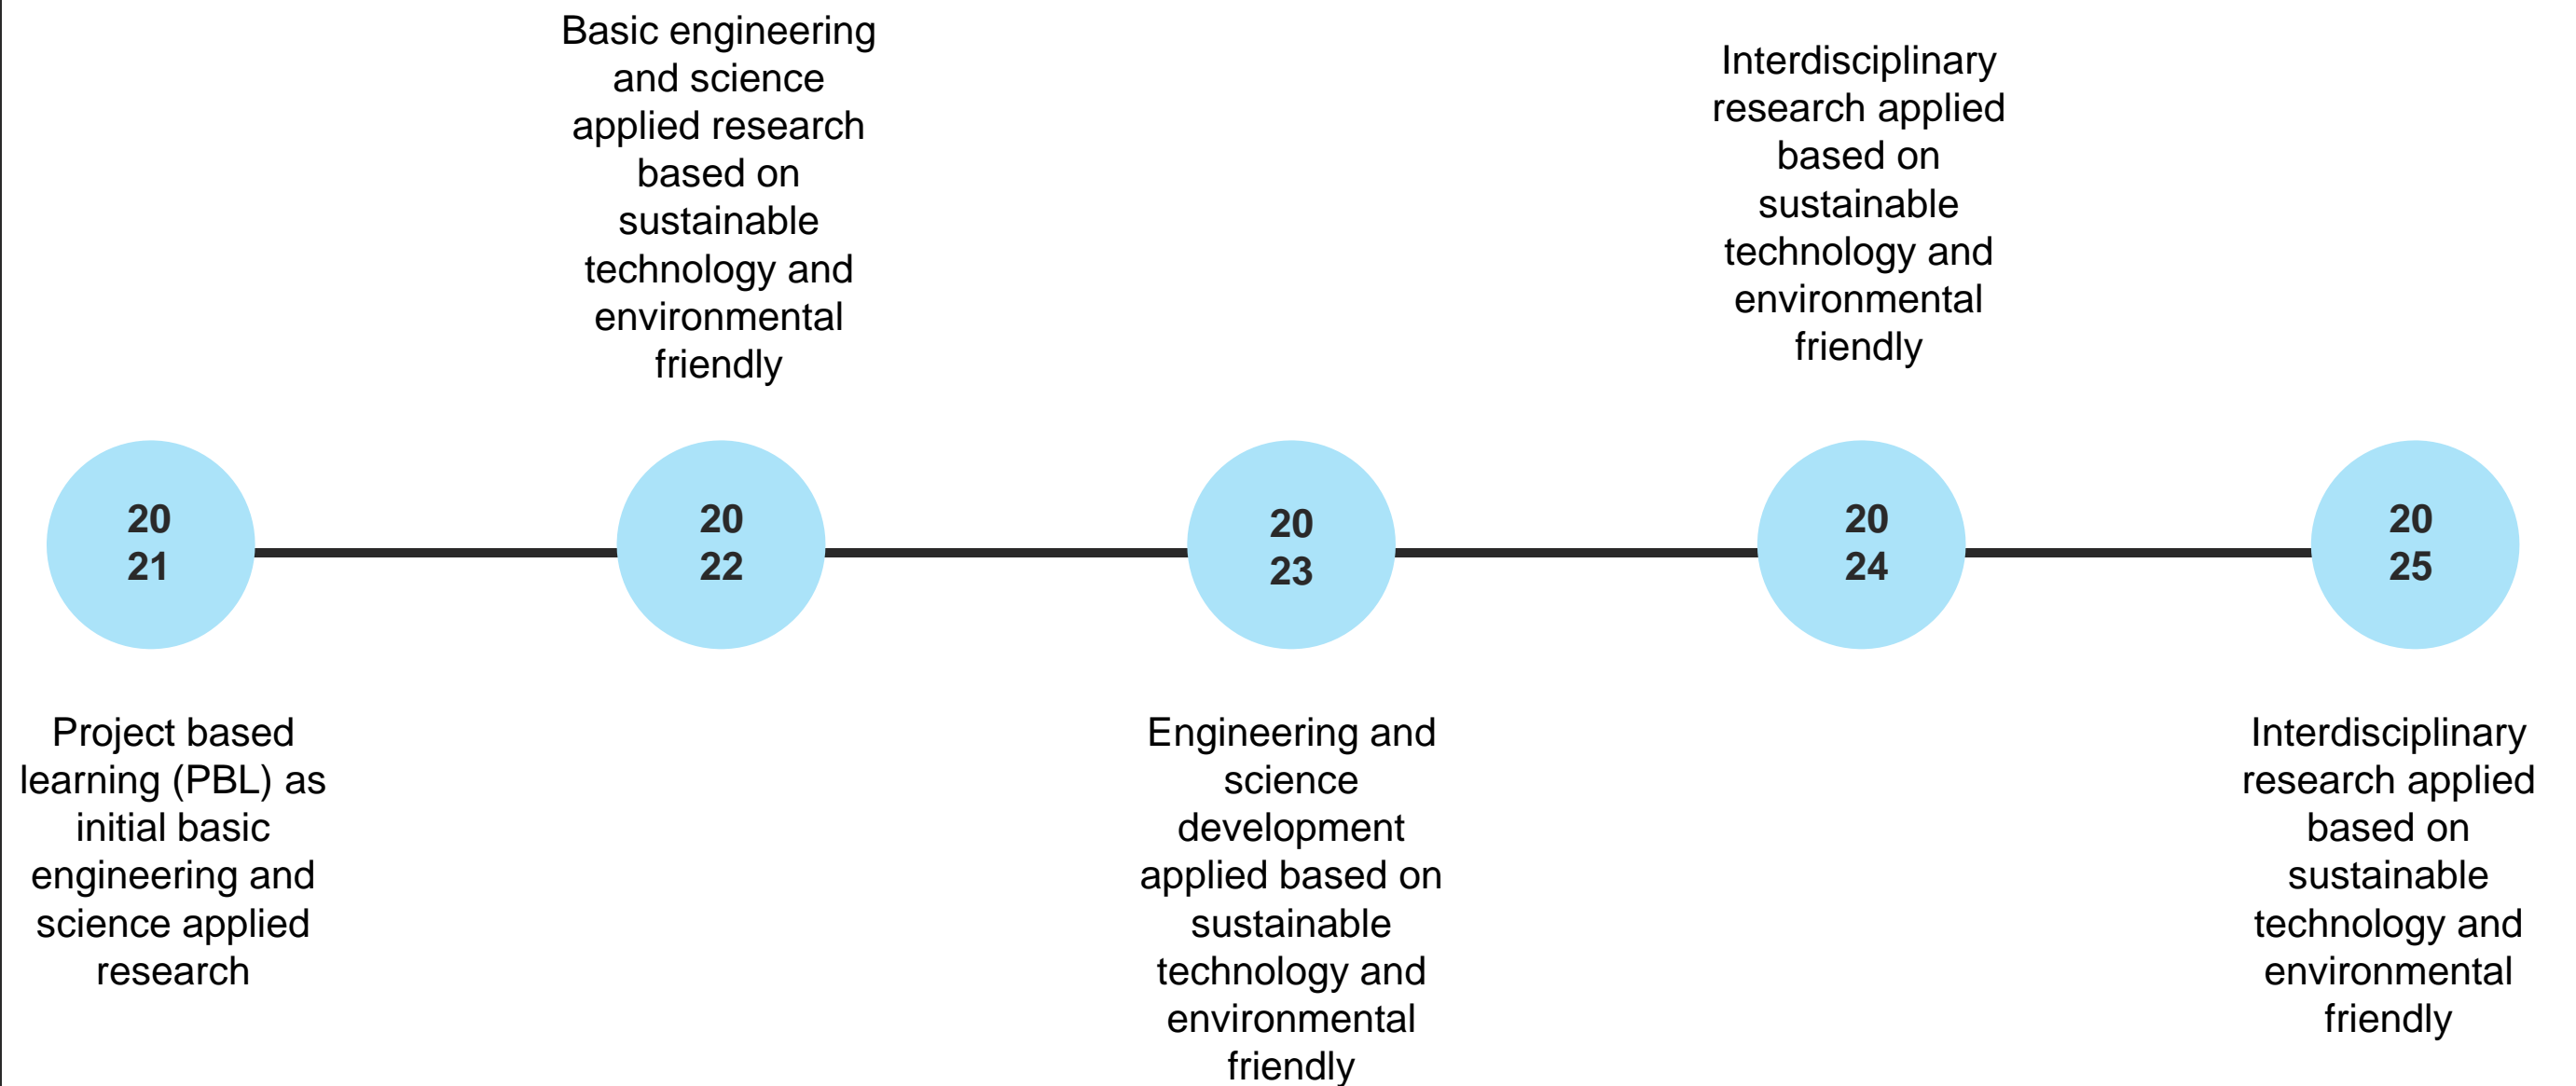 Basic engineering
and science
applied research
based on
sustainable
technology and
environmental
friendly
Interdisciplinary
research applied
based on
sustainable
technology and
environmental
friendly
20
21
20
22
20
23
20
24
20
25
Project based
learning (PBL) as
initial basic
engineering and
science applied
research
Engineering and
science
development
applied based on
sustainable
technology and
environmental
friendly
Interdisciplinary
research applied
based on
sustainable
technology and
environmental
friendly